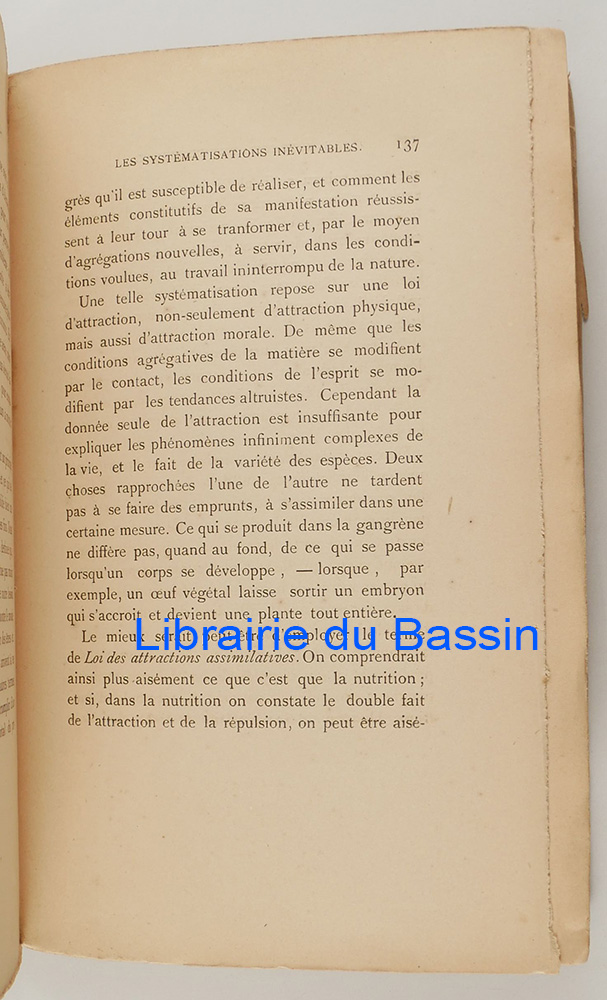 LES SYSTÉMATISATIONS INÉVITABLES. 137
grès qu'il est susceptible de réaliser, et comment les
éléments constitutifs de sa manifestation réussis-
sent à leur tour à se tranformer et, par le moyen
d'agrégations nouvelles, à servir, dans les condi-
tions voulues, au travail ininterrompu de la nature.
Une telle systématisation repose sur une loi
d'attraction, non-seulement d'attraction physique,
mais aussi d'attraction morale. De même que les
conditions agrégatives de la matière se modifient
par le contact, les conditions de l'esprit se mo-
difient par les tendances altruistes. Cependant la
donnée seule de l'attraction est insuffisante pour
expliquer les phénomènes infiniment complexes de
la vie, et le fait de la variété des espèces. Deux
choses rapprochées l'une de l'autre ne tardent
pas à se faire des emprunts, à s'assimiler dans une
certaine mesure. Ce qui se produit dans la gangrène
ne diffère pas, quand au fond, de ce qui se passe
lorsqu'un corps se développe, — lorsque, par
exemple, un œuf végétal laisse sortir un embryon
qui s'accroit et devient une plante tout entière.
Le mieux serait peut-être d'employer le terme
de Loi des attractions assimilatives. On comprendrait
ainsi plus aisément ce que c'est que la nutrition ;
et si, dans la nutrition on constate le double fait
de l'attraction et de la répulsion, on peut être aisé-
Librairie du Bassin